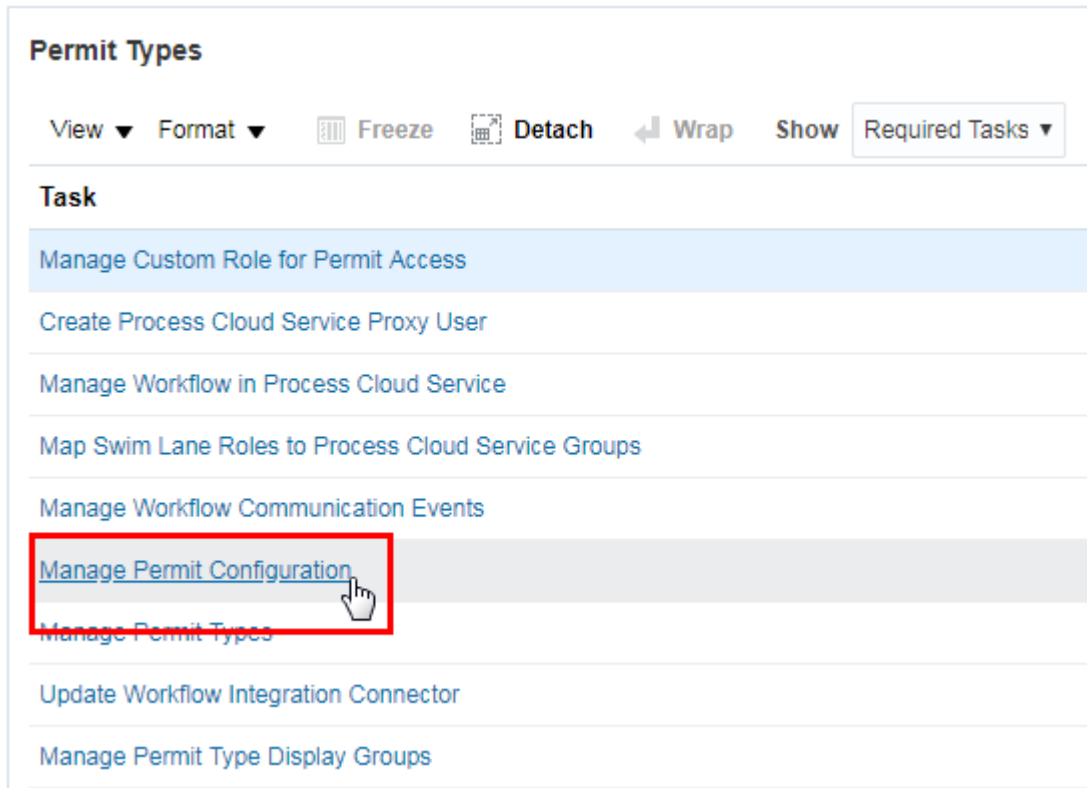 Permit Types
View Format Freeze Detach Wrap Show Required Tasks
Task
Manage Custom Role for Permit Access
Create Process Cloud Service Proxy User
Manage Workflow in Process Cloud Service
Map Swim Lane Roles to Process Cloud Service Groups
Manage Workflow Communication Events
Manage Permit Configuration
Manage Permit Types
Update Workflow Integration Connector
Manage Permit Type Display Groups